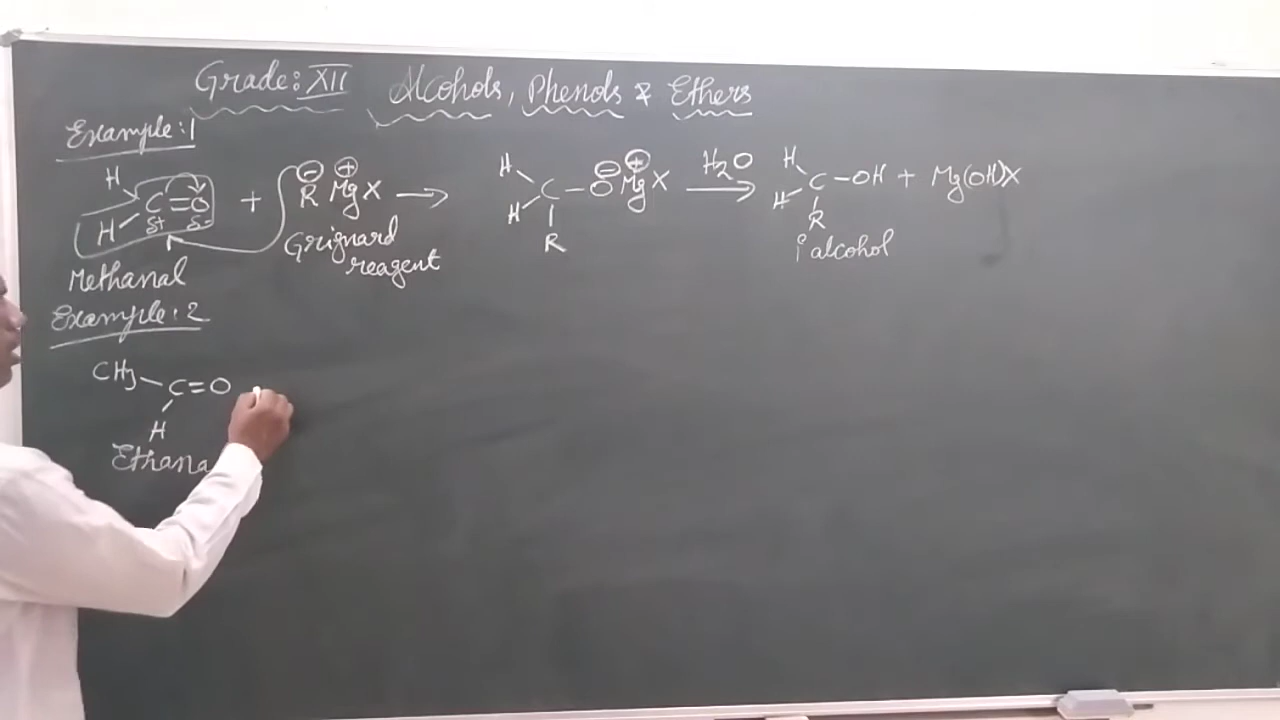 Grade: XII Alcohols, Phenols & Ethers
Example:1
H
H C=O + R⊖ Mg⊕X → H H C-O⊖ Mg⊕X H2O → H H C-OH + Mg(OH)X
δ+ δ-
R R
Grignard reagent
1° alcohol
Methanal
Example:2
CH3-C=O
H
Ethana